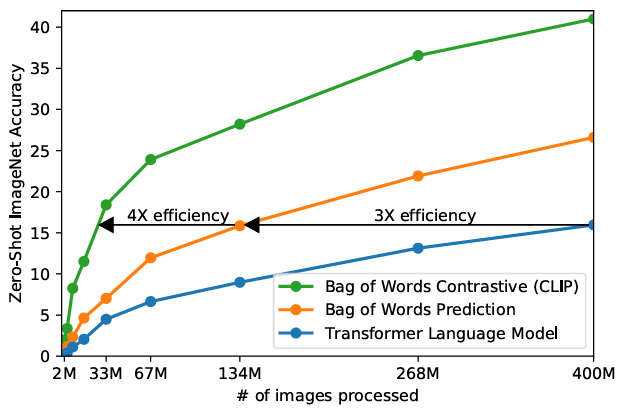 Zero-Shot ImageNet Accuracy
40
35
30
25
20
15
10
5
0
4X efficiency
3X efficiency
Bag of Words Contrastive (CLIP)
Bag of Words Prediction
Transformer Language Model
2M 33M 67M 134M 268M 400M
# of images processed